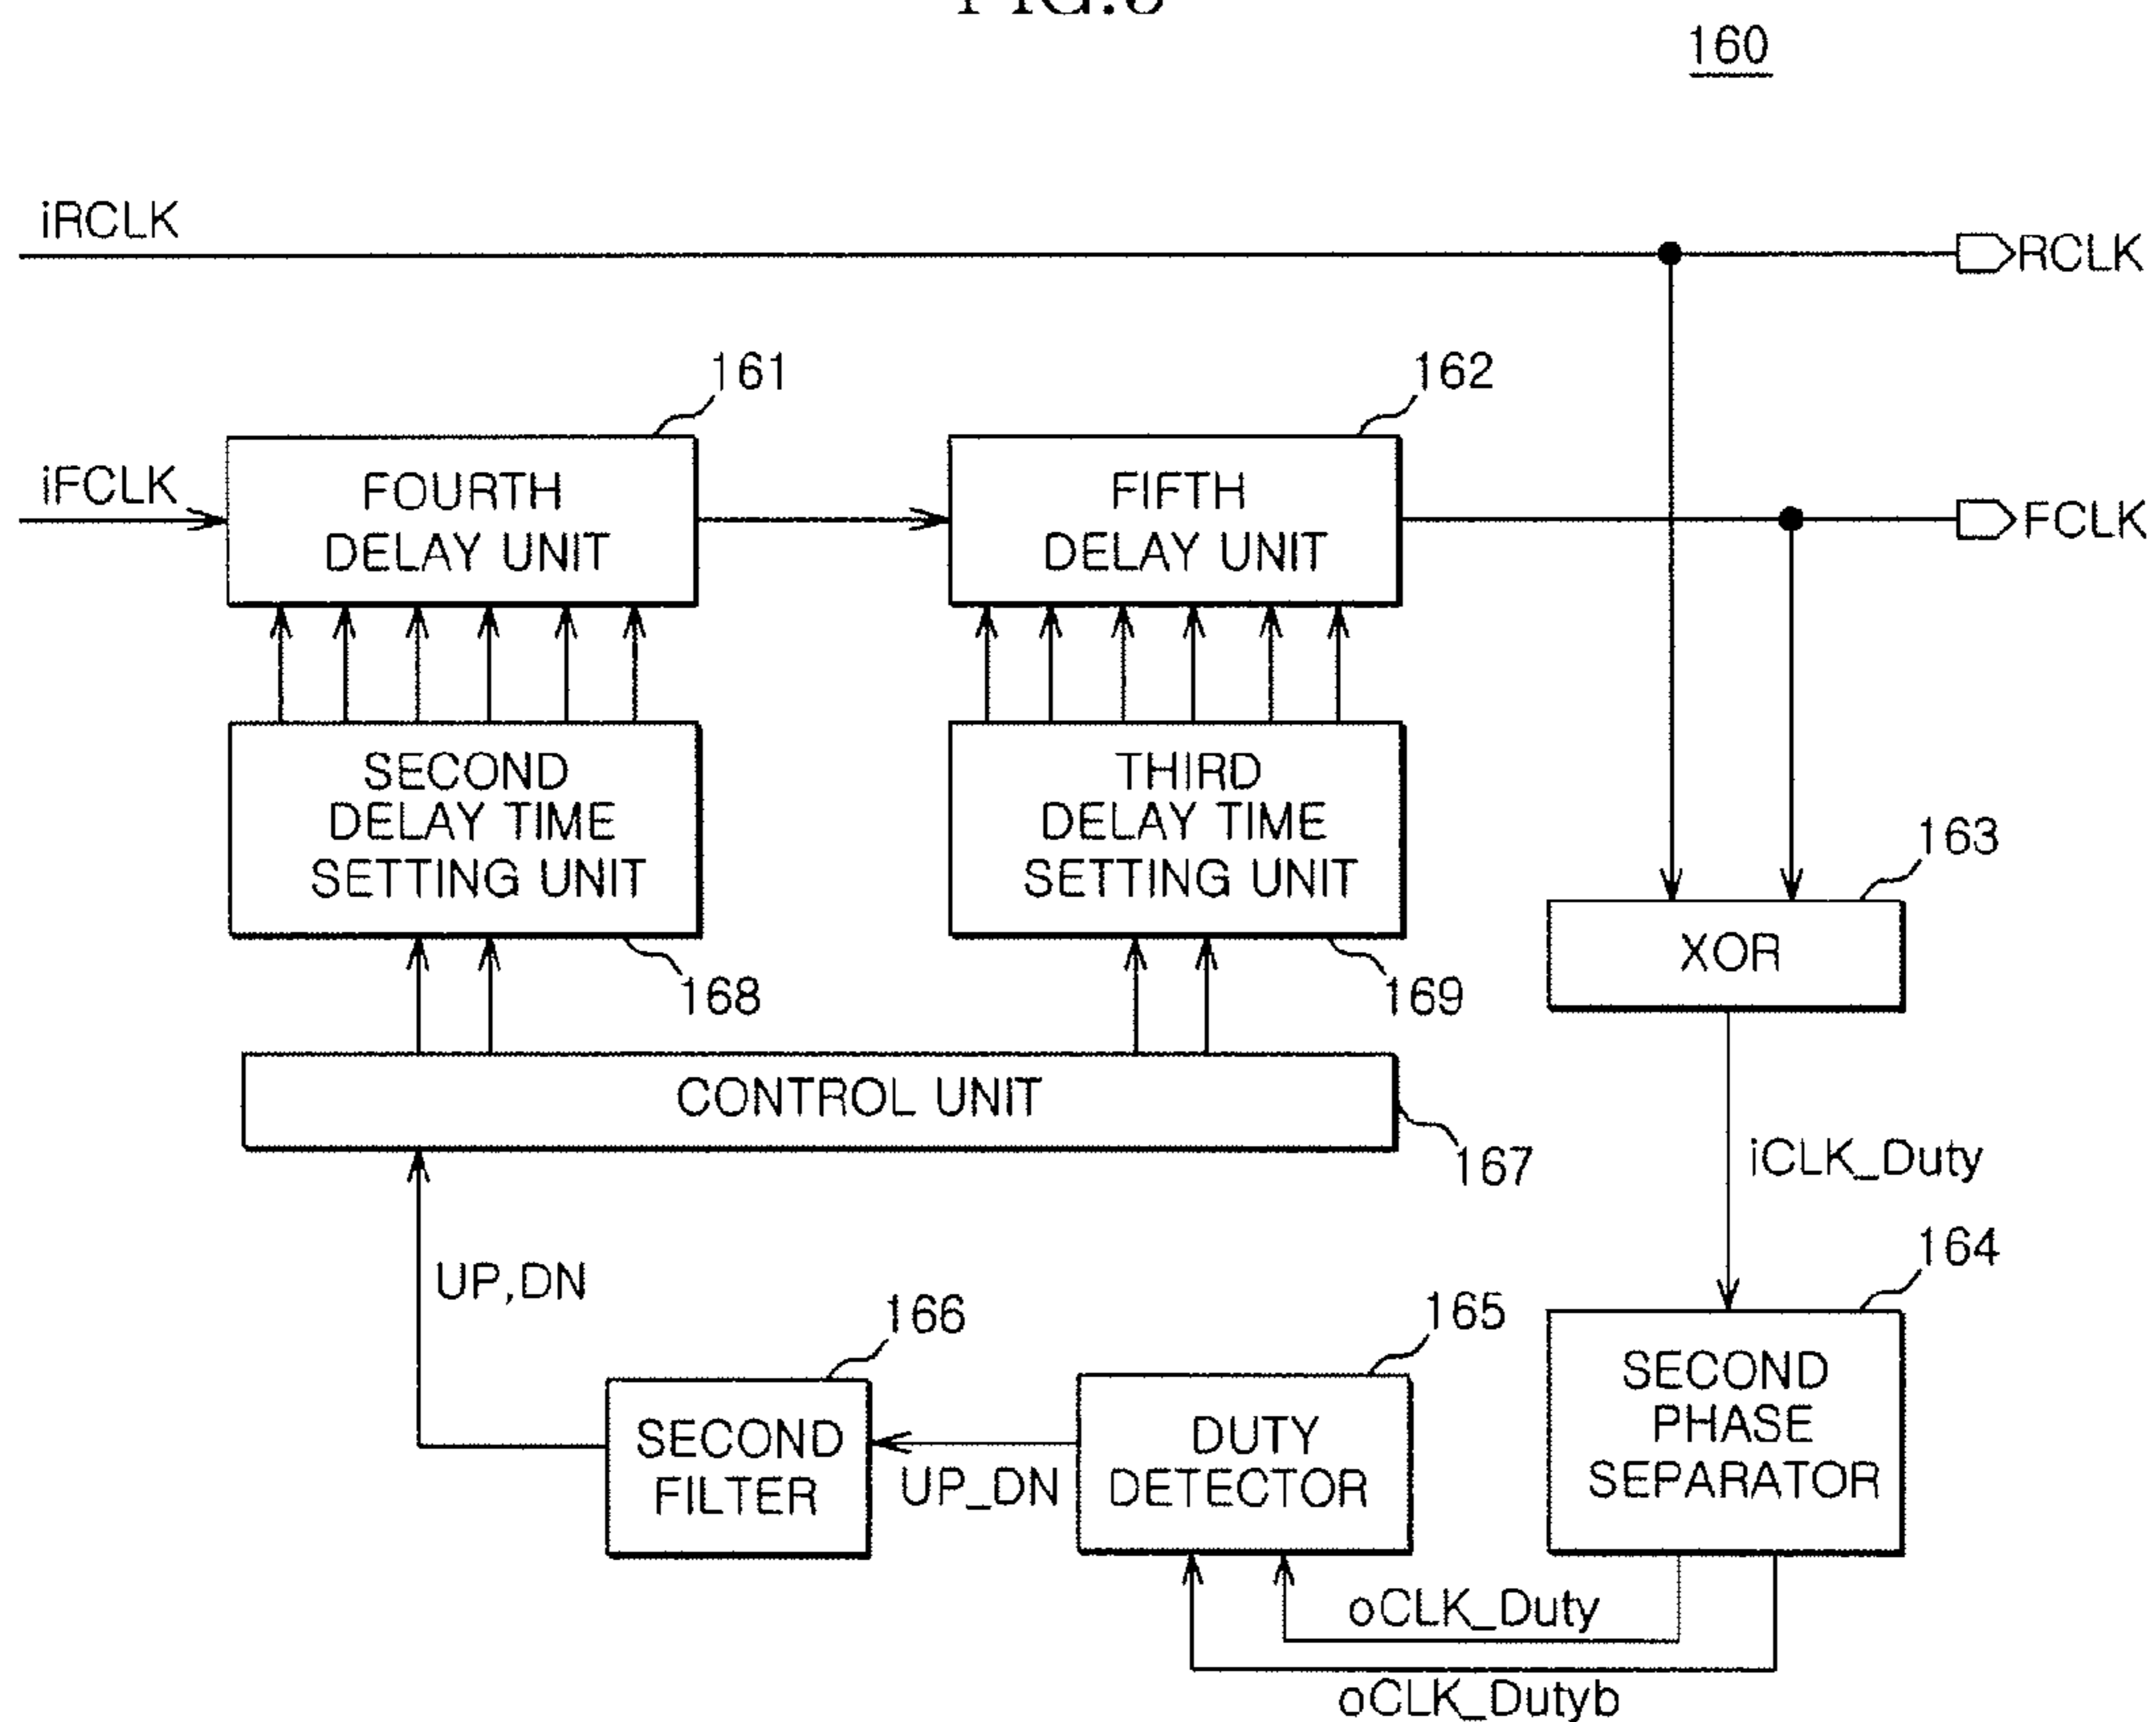 160
iRCLK
RCLK
161
162
iFCLK
FOURTH
DELAY UNIT
FIFTH
DELAY UNIT
FCLK
SECOND
DELAY TIME
SETTING UNIT
THIRD
DELAY TIME
SETTING UNIT
163
XOR
168
169
CONTROL UNIT
167
iCLK_Duty
164
UP,DN
166
165
SECOND
PHASE
SEPARATOR
SECOND
FILTER
UP_DN
DUTY
DETECTOR
oCLK_Duty
oCLK_Dutyb